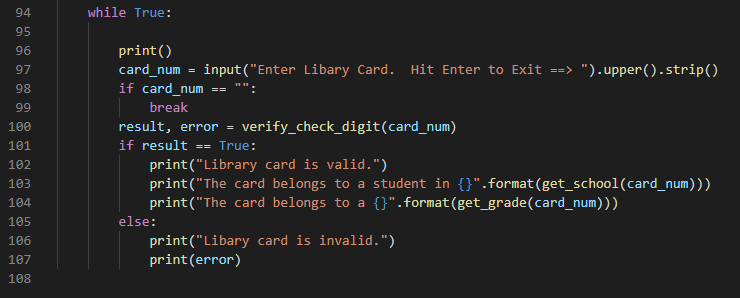 94 while True:
95
96 print()
97 card_num = input("Enter Libary Card.  Hit Enter to Exit ==> ").upper().strip()
98 if card_num == "":
99 break
100 result, error = verify_check_digit(card_num)
101 if result == True:
102 print("Library card is valid.")
103 print("The card belongs to a student in {}".format(get_school(card_num)))
104 print("The card belongs to a {}".format(get_grade(card_num)))
105 else:
106 print("Libary card is invalid.")
107 print(error)
108